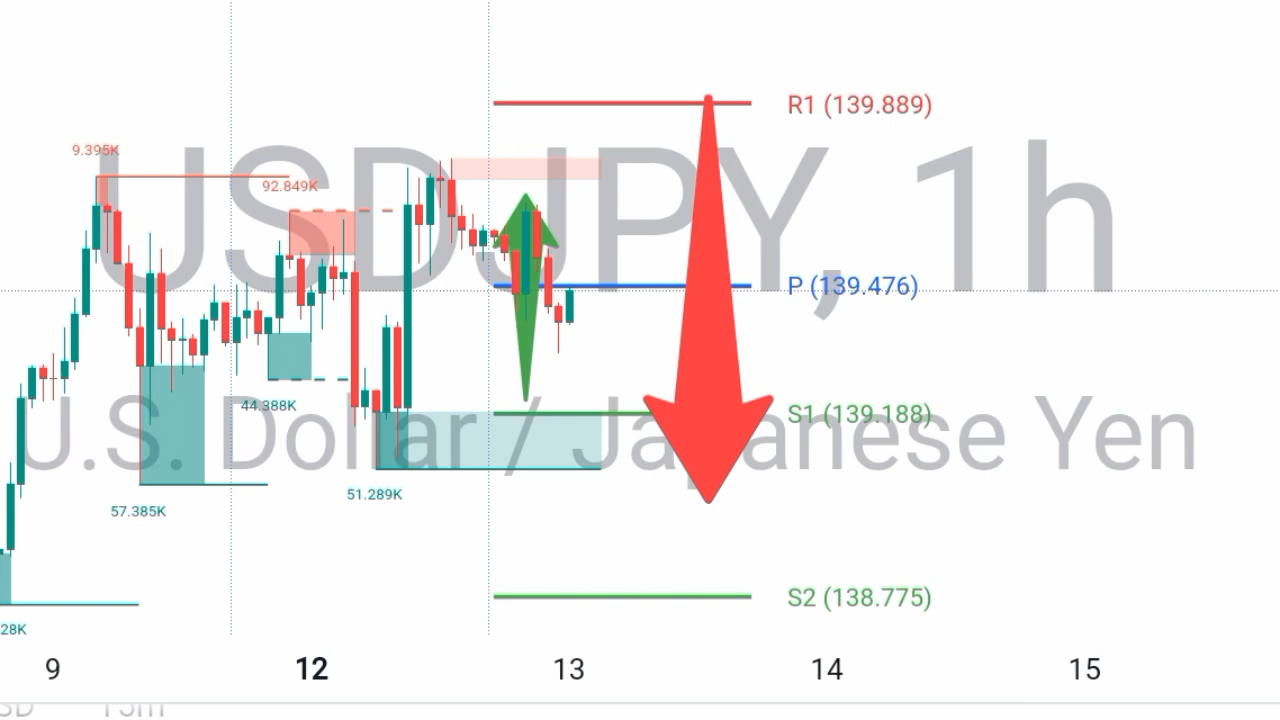 R1 (139.889)
9.395K
USDJPY, 1h
92.849K
P (139.476)
44.388K
S1 (139.188)
U.S. Dollar / Japanese Yen
51.289K
57.385K
S2 (138.775)
28K
9 12 13 14 15